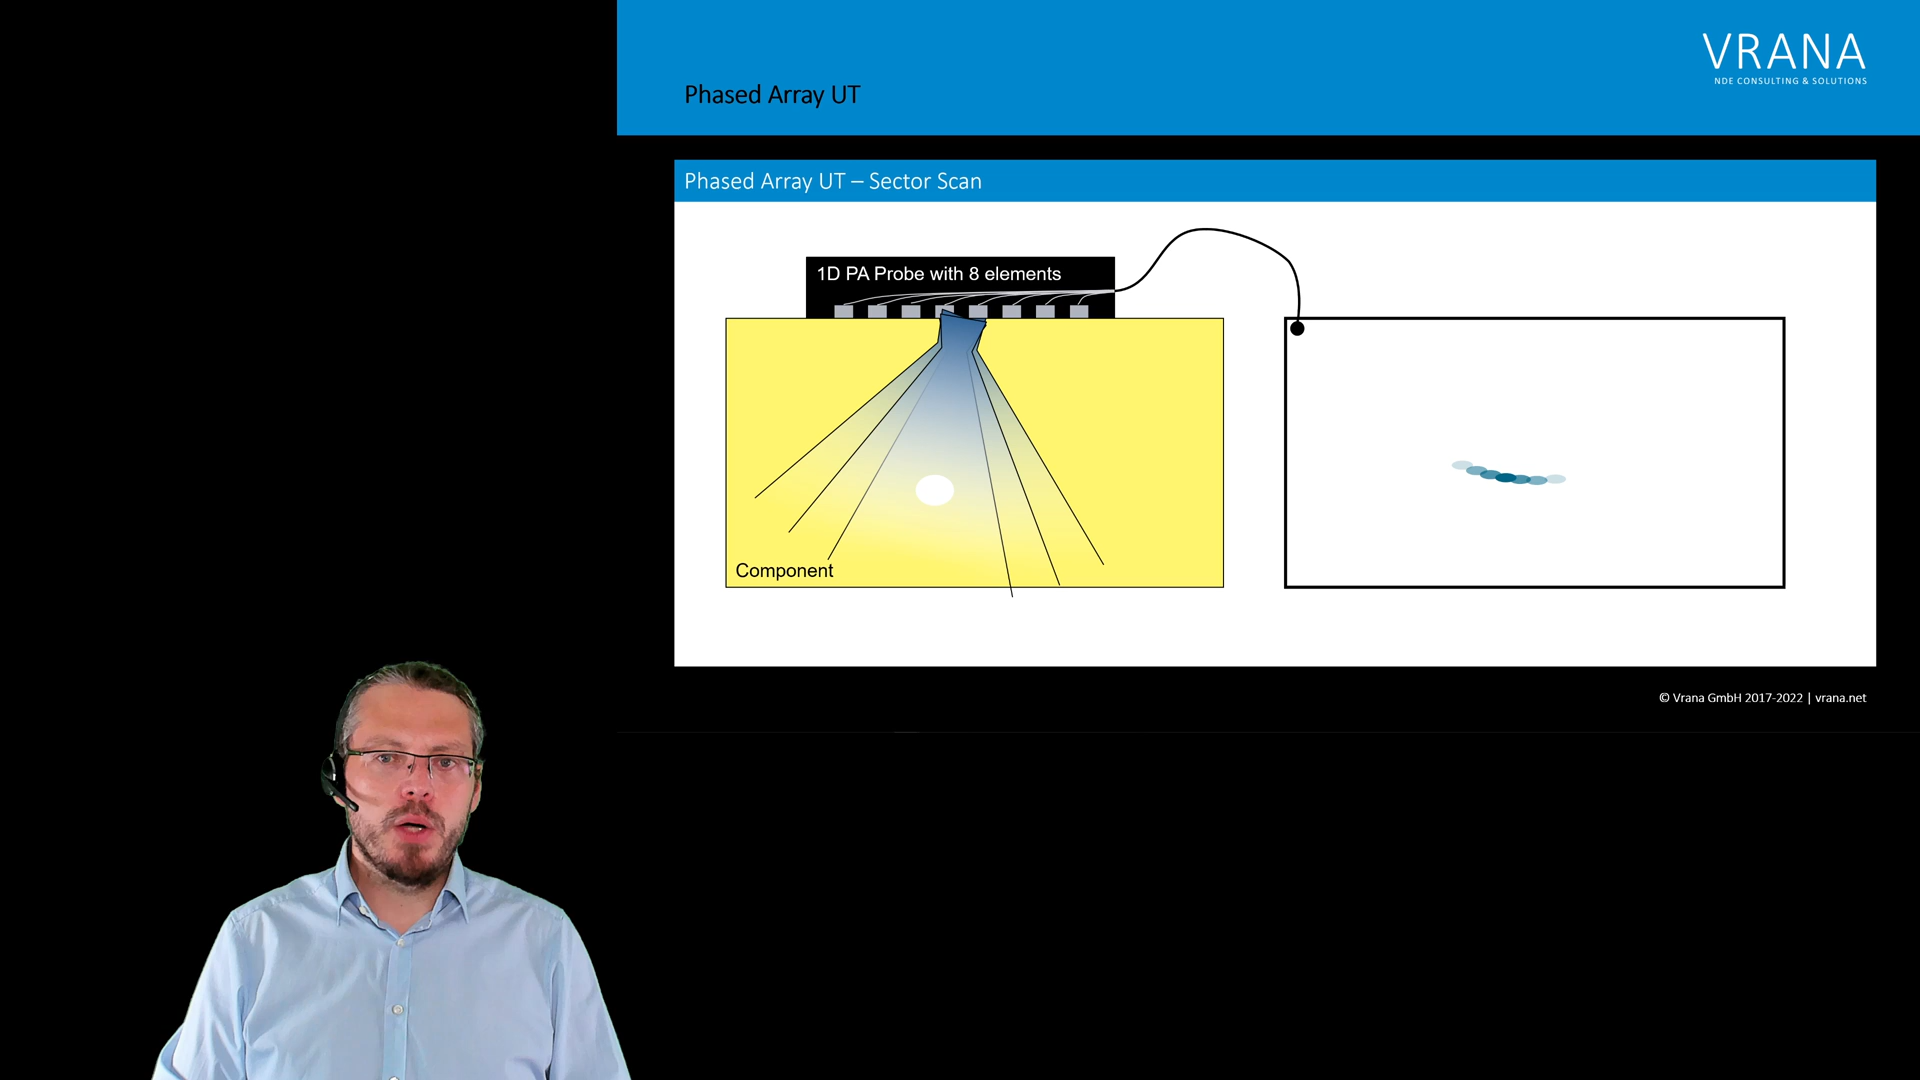 VRANA
NDE CONSULTING & SOLUTIONS
Phased Array UT
Phased Array UT – Sector Scan
1D PA Probe with 8 elements
Component
© Vrana GmbH 2017-2022 | vrana.net